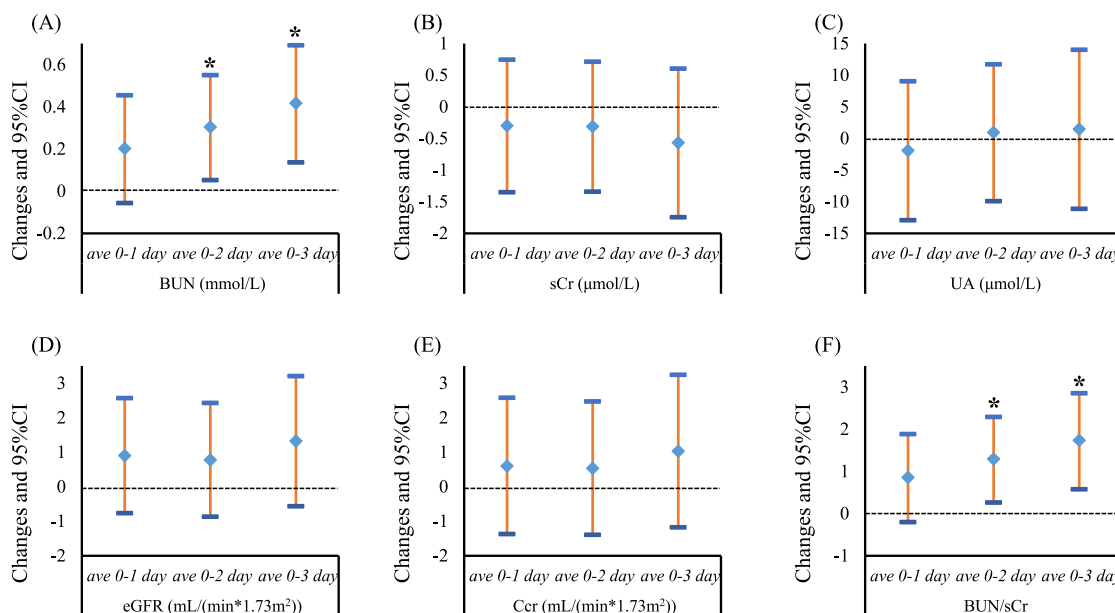 (A)
Changes and 95%CI
0.6
0.4
0.2
0
-0.2
*
*
ave 0-1 day ave 0-2 day ave 0-3 day
BUN (mmol/L)
(B)
Changes and 95%CI
1
0.5
0
-0.5
-1
-1.5
-2
ave 0-1 day ave 0-2 day ave 0-3 day
sCr (μmol/L)
(C)
Changes and 95%CI
15
10
5
0
-5
-10
-15
ave 0-1 day ave 0-2 day ave 0-3 day
UA (μmol/L)
(D)
Changes and 95%CI
3
2
1
0
-1
-2
ave 0-1 day ave 0-2 day ave 0-3 day
eGFR (mL/(min*1.73m²))
(E)
Changes and 95%CI
3
2
1
0
-1
-2
ave 0-1 day ave 0-2 day ave 0-3 day
Ccr (mL/(min*1.73m²))
(F)
Changes and 95%CI
3
2
1
0
-1
*
*
ave 0-1 day ave 0-2 day ave 0-3 day
BUN/sCr